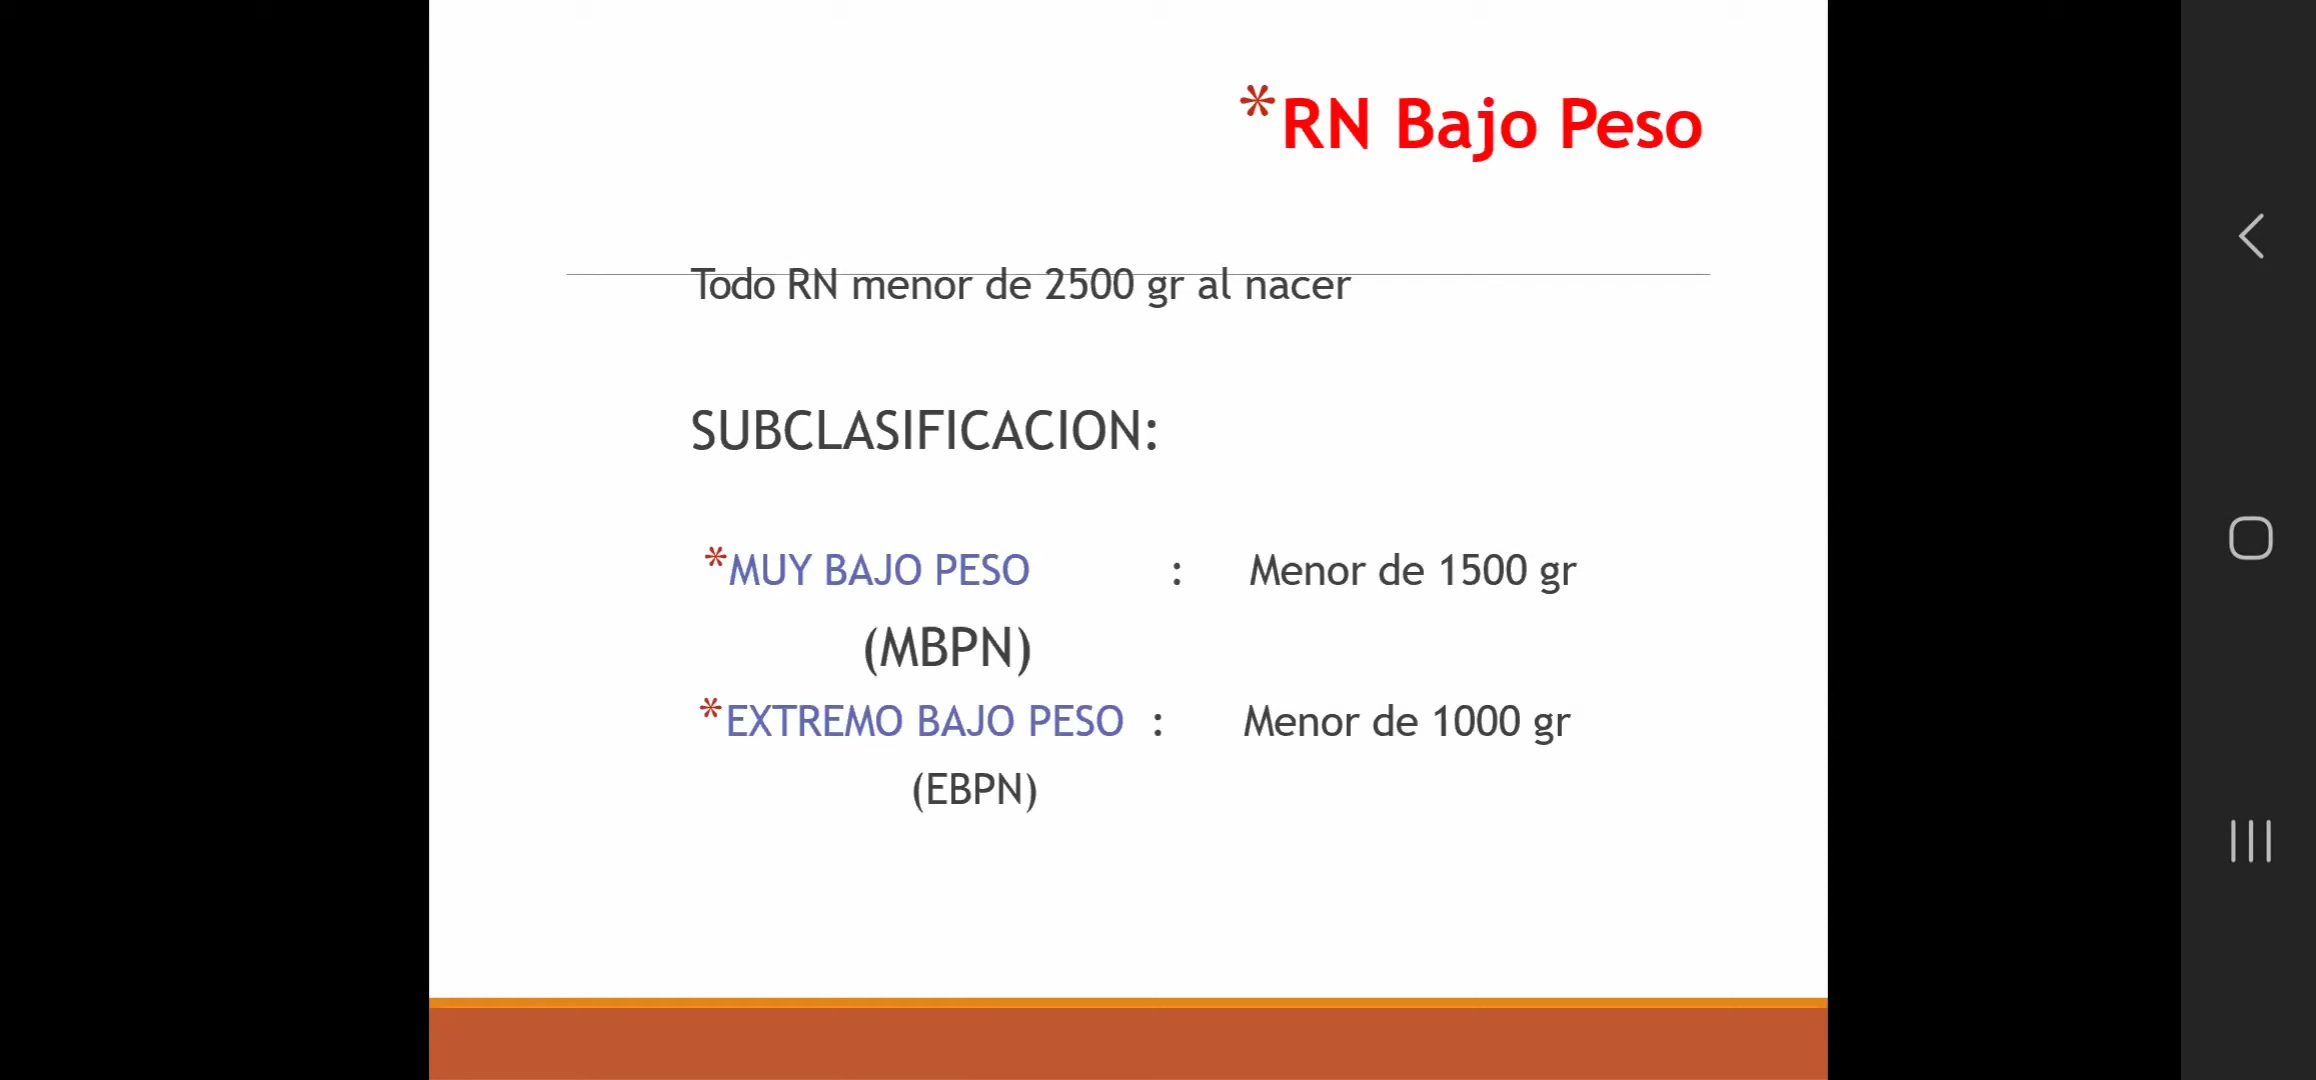 *RN Bajo Peso
Todo RN menor de 2500 gr al nacer
SUBCLASIFICACION:
*MUY BAJO PESO : Menor de 1500 gr
(MBPN)
*EXTREMO BAJO PESO : Menor de 1000 gr
(EBPN)